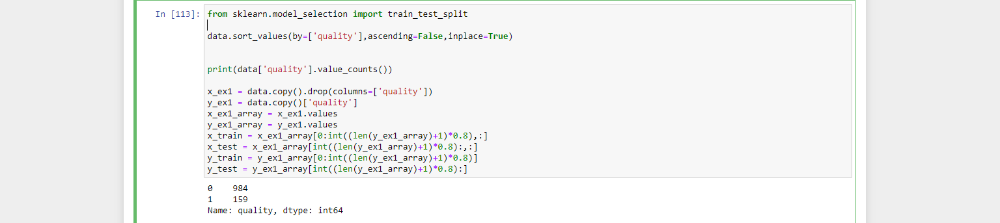 In [113]: from sklearn.model_selection import train_test_split
data.sort_values(by=['quality'],ascending=False,inplace=True)
print(data['quality'].value_counts())
x_ex1 = data.copy().drop(columns=['quality'])
y_ex1 = data.copy()['quality']
x_ex1_array = x_ex1.values
y_ex1_array = y_ex1.values
x_train = x_ex1_array[0:int((len(y_ex1_array)+1)*0.8),:]
x_test = x_ex1_array[int((len(y_ex1_array)+1)*0.8):,:]
y_train = y_ex1_array[0:int((len(y_ex1_array)+1)*0.8)]
y_test = y_ex1_array[int((len(y_ex1_array)+1)*0.8):]
0    984
1    159
Name: quality, dtype: int64